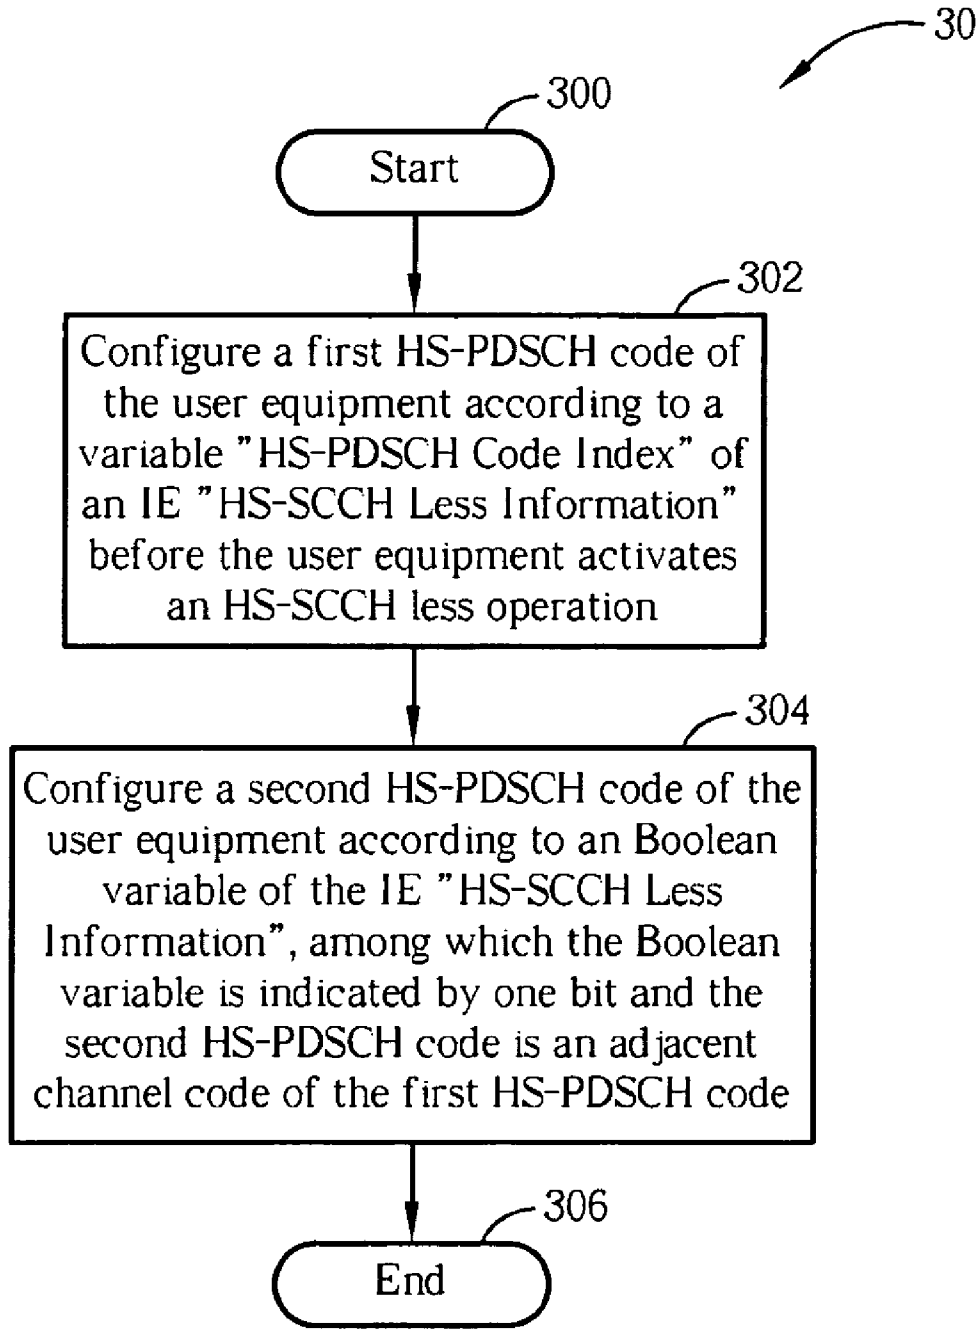 30
300
Start
302
Configure a first HS-PDSCH code of
the user equipment according to a
variable "HS-PDSCH Code Index" of
an IE "HS-SCCH Less Information"
before the user equipment activates
an HS-SCCH less operation
304
Configure a second HS-PDSCH code of the
user equipment according to an Boolean
variable of the IE "HS-SCCH Less
Information", among which the Boolean
variable is indicated by one bit and the
second HS-PDSCH code is an adjacent
channel code of the first HS-PDSCH code
306
End